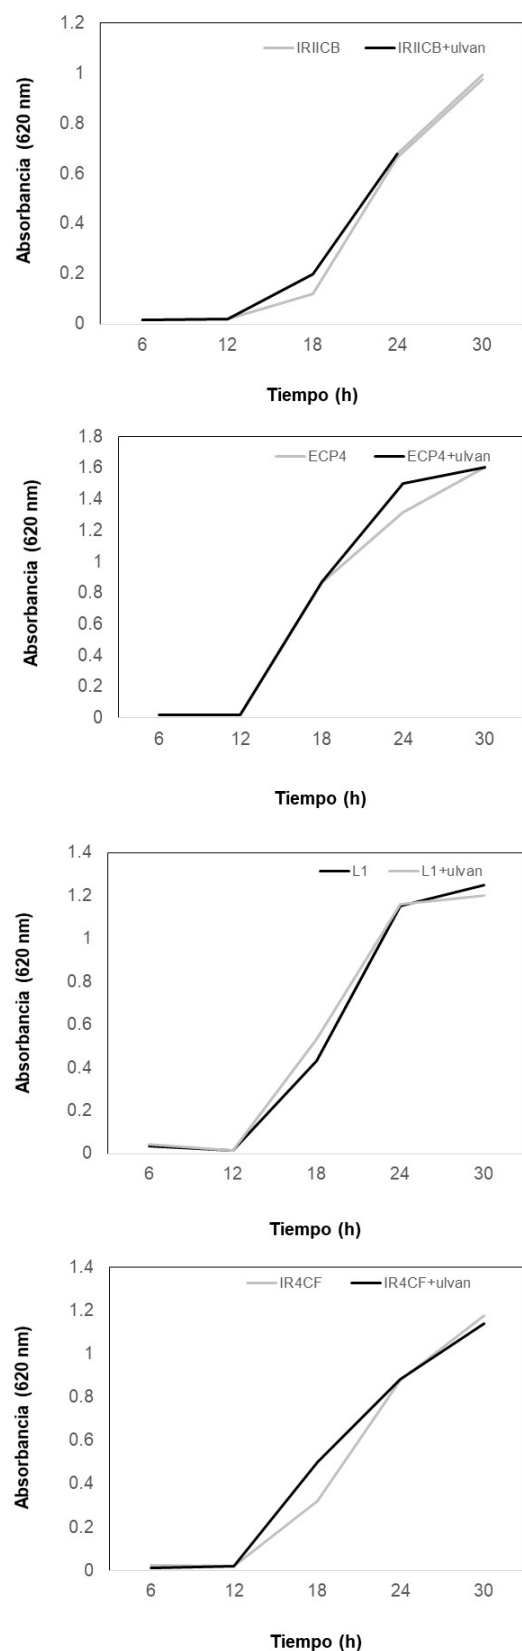 IRIICB IRIICB+ulvan
1.2
1
0.8
0.6
0.4
0.2
0
Absorbancia (620 nm)
6 12 18 24 30
Tiempo (h)
ECP4 ECP4+ulvan
1.8
1.6
1.4
1.2
1
0.8
0.6
0.4
0.2
0
Absorbancia (620 nm)
6 12 18 24 30
Tiempo (h)
L1 L1+ulvan
1.4
1.2
1
0.8
0.6
0.4
0.2
0
Absorbancia (620 nm)
6 12 18 24 30
Tiempo (h)
IR4CF IR4CF+ulvan
1.4
1.2
1
0.8
0.6
0.4
0.2
0
Absorbancia (620 nm)
6 12 18 24 30
Tiempo (h)